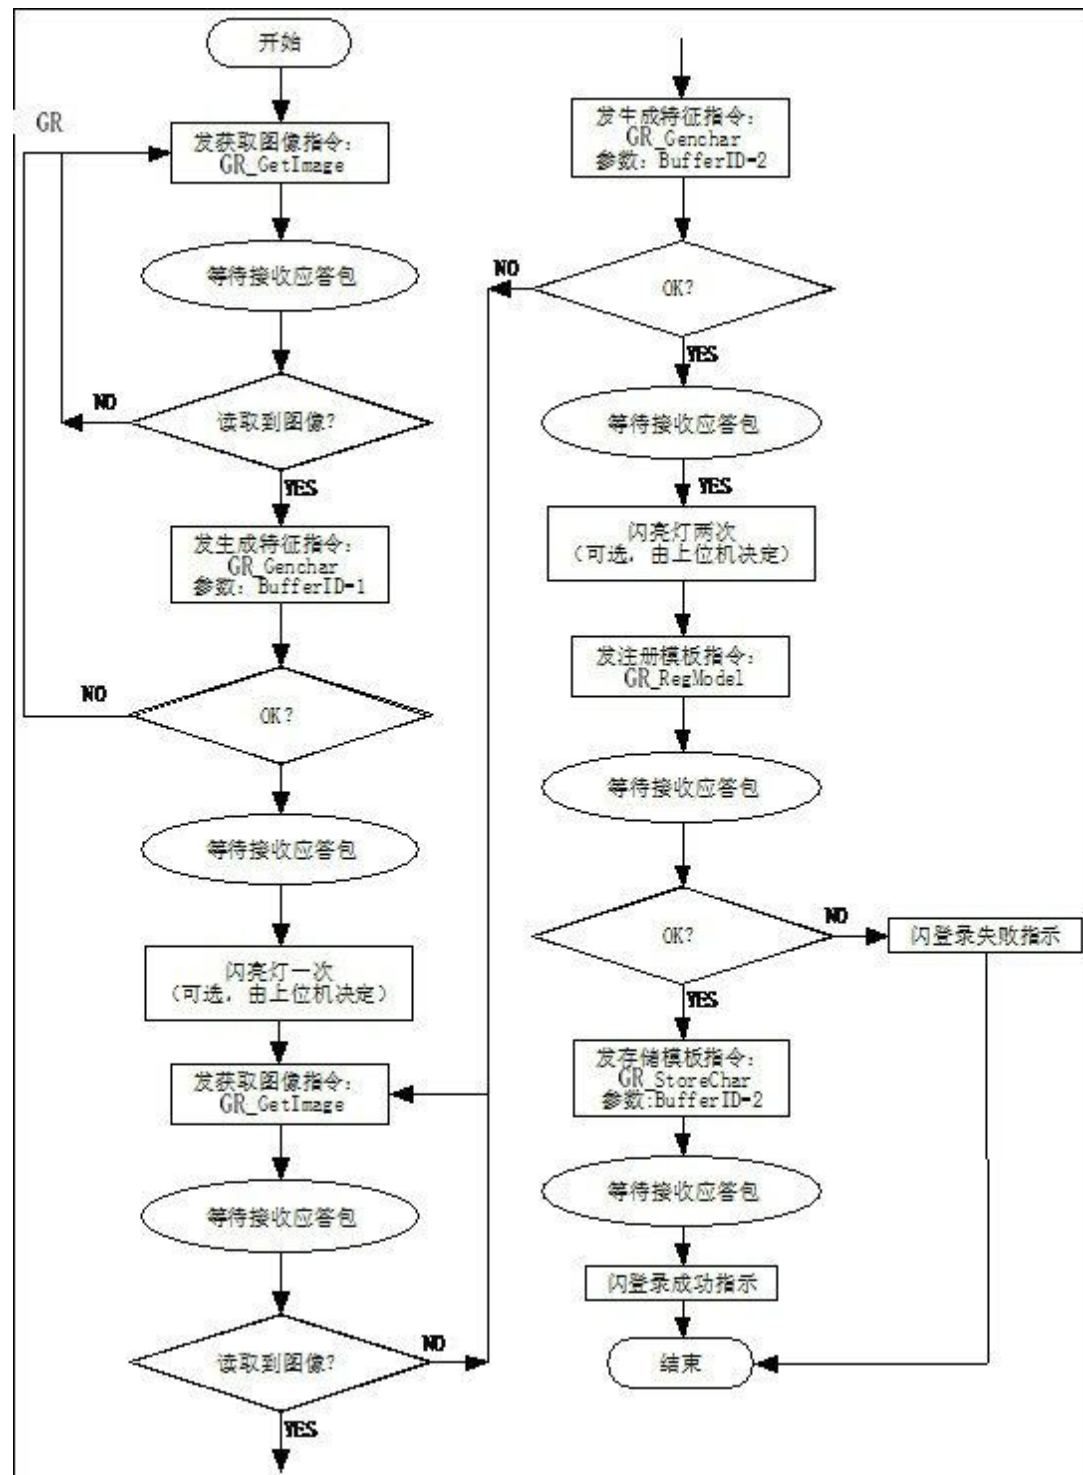 开始
GR
发获取图像指令：
GR_GetImage
等待接收应答包
NO
读取到图像？
YES
发生成特征指令：
GR_Genchar
参数：BufferID=1
NO
OK?
等待接收应答包
闪亮灯一次
（可选，由上位机决定）
发获取图像指令：
GR_GetImage
等待接收应答包
读取到图像？
NO
YES
发生成特征指令：
GR_Genchar
参数：BufferID=2
NO
OK?
YES
等待接收应答包
YES
闪亮灯两次
（可选，由上位机决定）
发注册模板指令：
GR_RegModel
等待接收应答包
OK?
NO
闪登录失败指示
YES
发存储模板指令：
GR_StoreChar
参数:BufferID=2
等待接收应答包
闪登录成功指示
结束